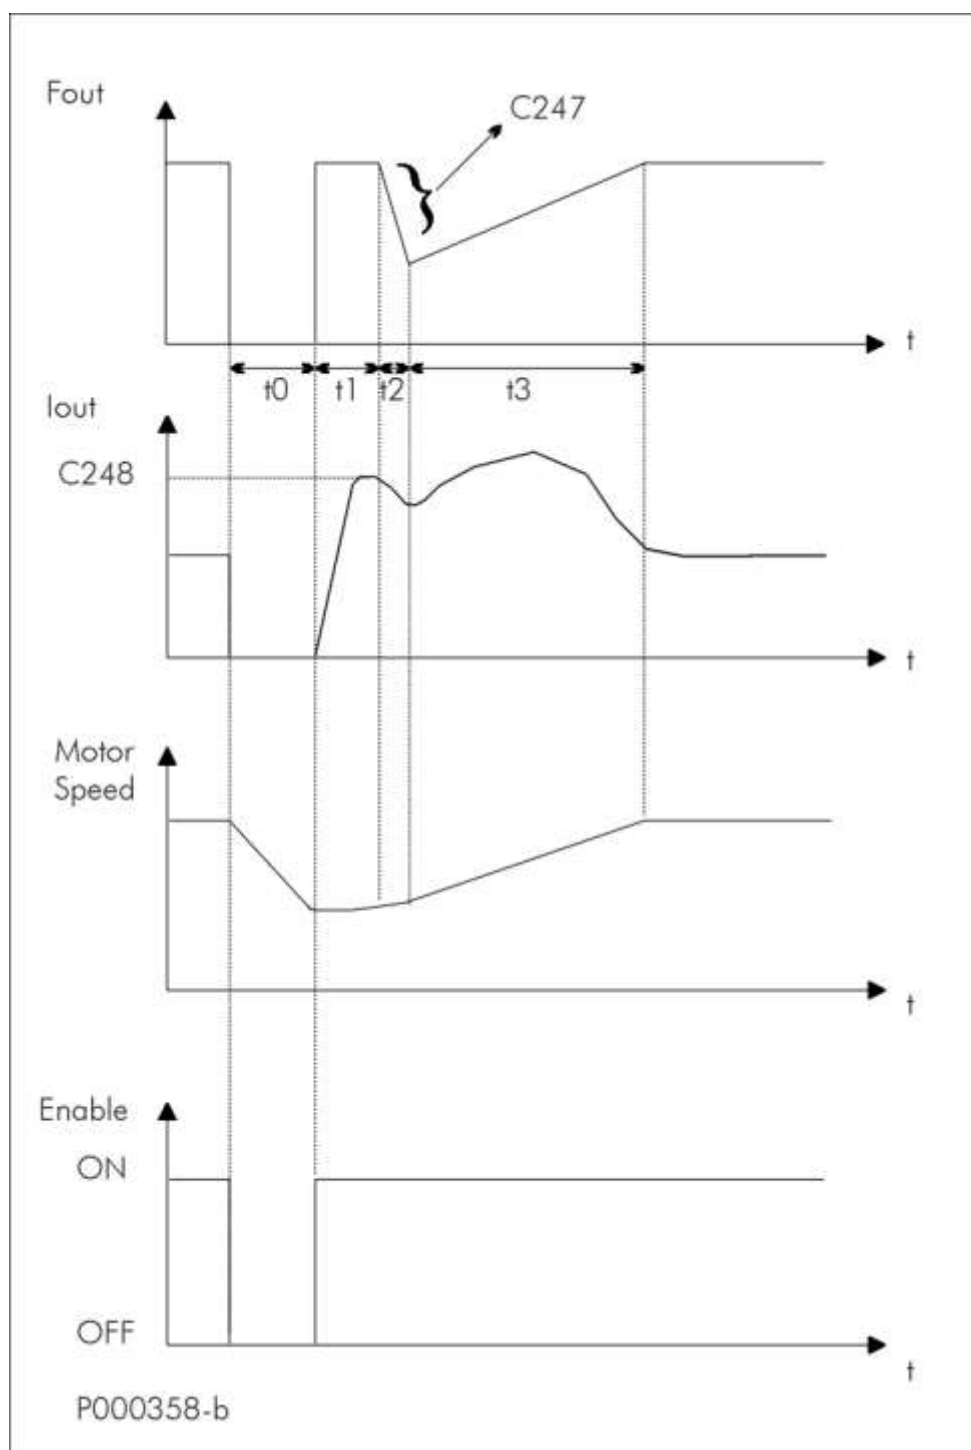 Fout
C247
t
t0 t1 t2 t3
Iout
C248
t
Motor
Speed
t
Enable
ON
OFF
t
P000358-b